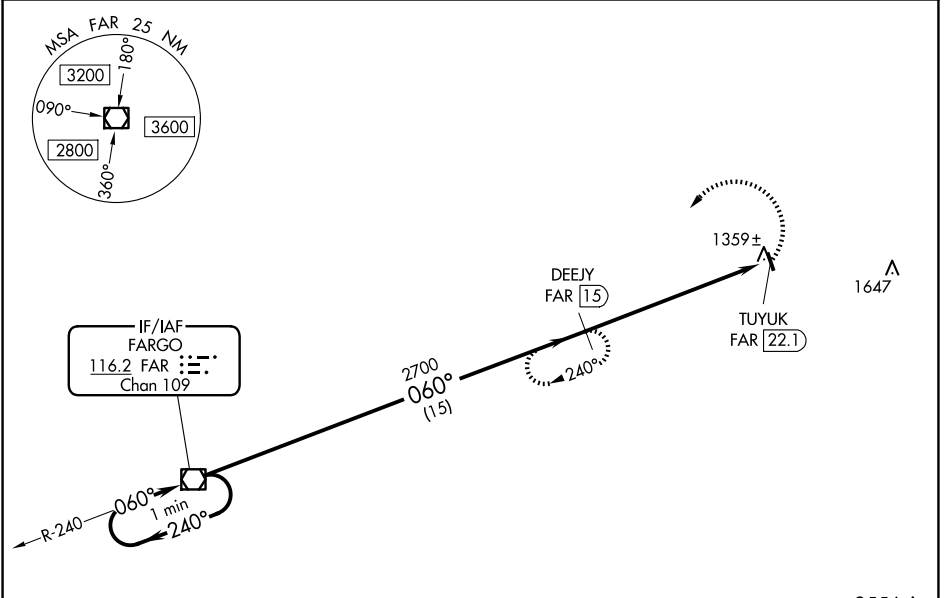 MSA FAR 25 NM
180°
3200
090°
3600
2800
360°
1359±
1647
DEEJY
FAR 15
TUYUK
FAR 22.1
IF/IAF
FARGO
116.2 FAR
Chan 109
2700
060°
(15)
240°
060°
1 min
240°
R-240